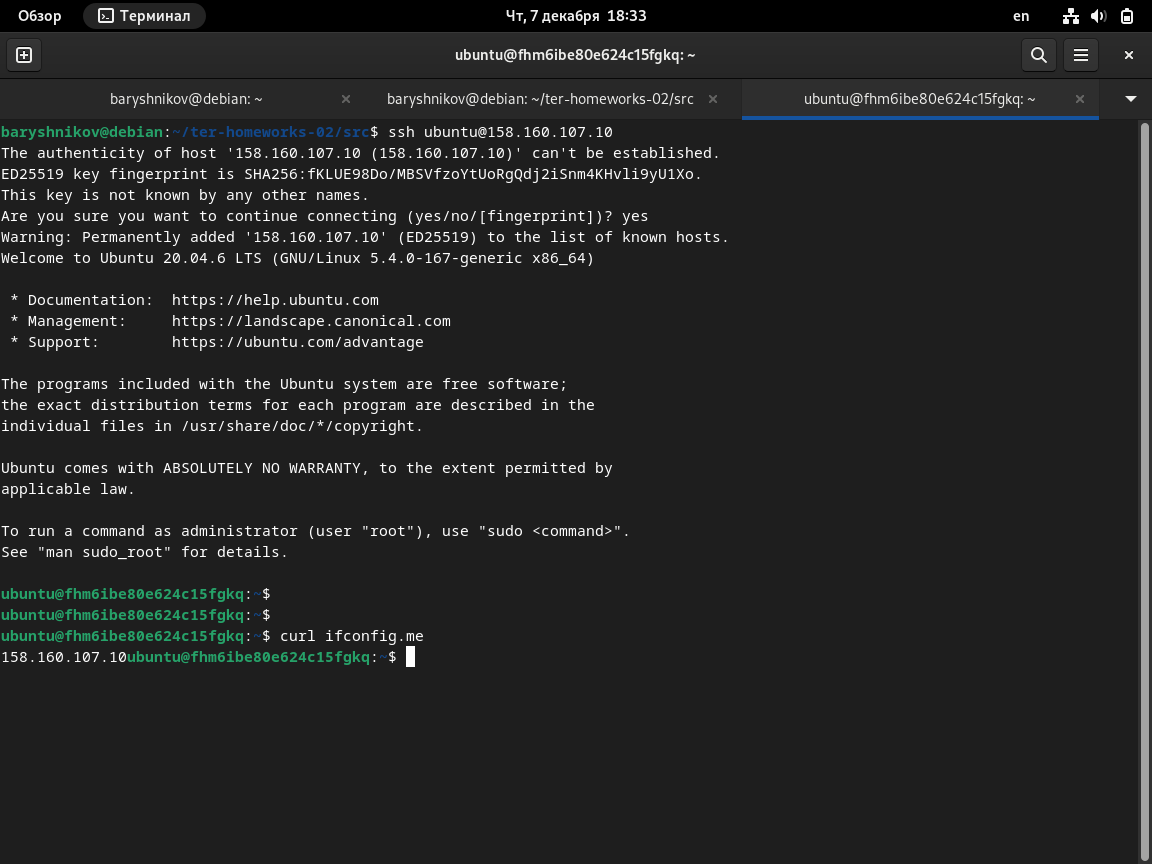 Обзор
Терминал
Чт, 7 декабря 18:33
en
ubuntu@fhm6ibe80e624c15fgkq: ~
baryshnikov@debian: ~
baryshnikov@debian: ~/ter-homeworks-02/src
ubuntu@fhm6ibe80e624c15fgkq: ~
baryshnikov@debian:~/ter-homeworks-02/src$ ssh ubuntu@158.160.107.10
The authenticity of host '158.160.107.10 (158.160.107.10)' can't be established.
ED25519 key fingerprint is SHA256:fKLUE98Do/MBSVfzoYtUoRgQdj2iSnm4KHvli9yU1Xo.
This key is not known by any other names.
Are you sure you want to continue connecting (yes/no/[fingerprint])? yes
Warning: Permanently added '158.160.107.10' (ED25519) to the list of known hosts.
Welcome to Ubuntu 20.04.6 LTS (GNU/Linux 5.4.0-167-generic x86_64)
* Documentation:  https://help.ubuntu.com
* Management:     https://landscape.canonical.com
* Support:        https://ubuntu.com/advantage
The programs included with the Ubuntu system are free software;
the exact distribution terms for each program are described in the
individual files in /usr/share/doc/*/copyright.
Ubuntu comes with ABSOLUTELY NO WARRANTY, to the extent permitted by
applicable law.
To run a command as administrator (user "root"), use "sudo <command>".
See "man sudo_root" for details.
ubuntu@fhm6ibe80e624c15fgkq:~$
ubuntu@fhm6ibe80e624c15fgkq:~$
ubuntu@fhm6ibe80e624c15fgkq:~$ curl ifconfig.me
158.160.107.10ubuntu@fhm6ibe80e624c15fgkq:~$